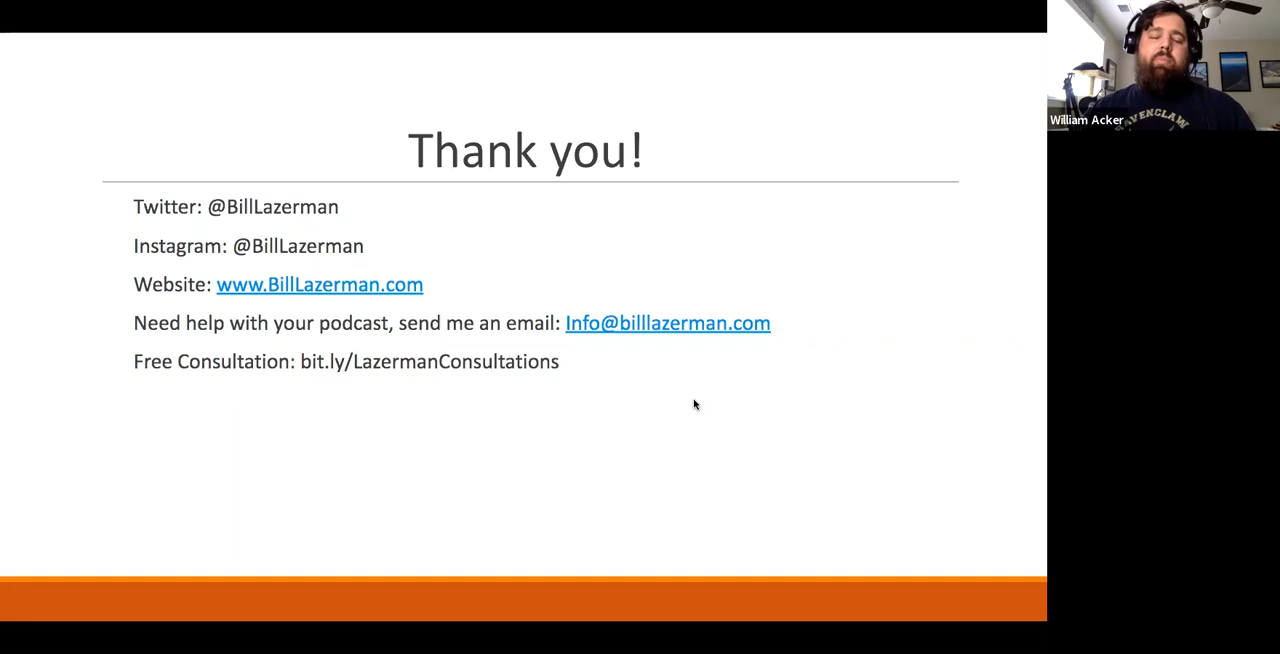 Thank you!
Twitter: @BillLazerman
Instagram: @BillLazerman
Website: www.BillLazerman.com
Need help with your podcast, send me an email: Info@billlazerman.com
Free Consultation: bit.ly/LazermanConsultations
William Acker
AVENCLAW